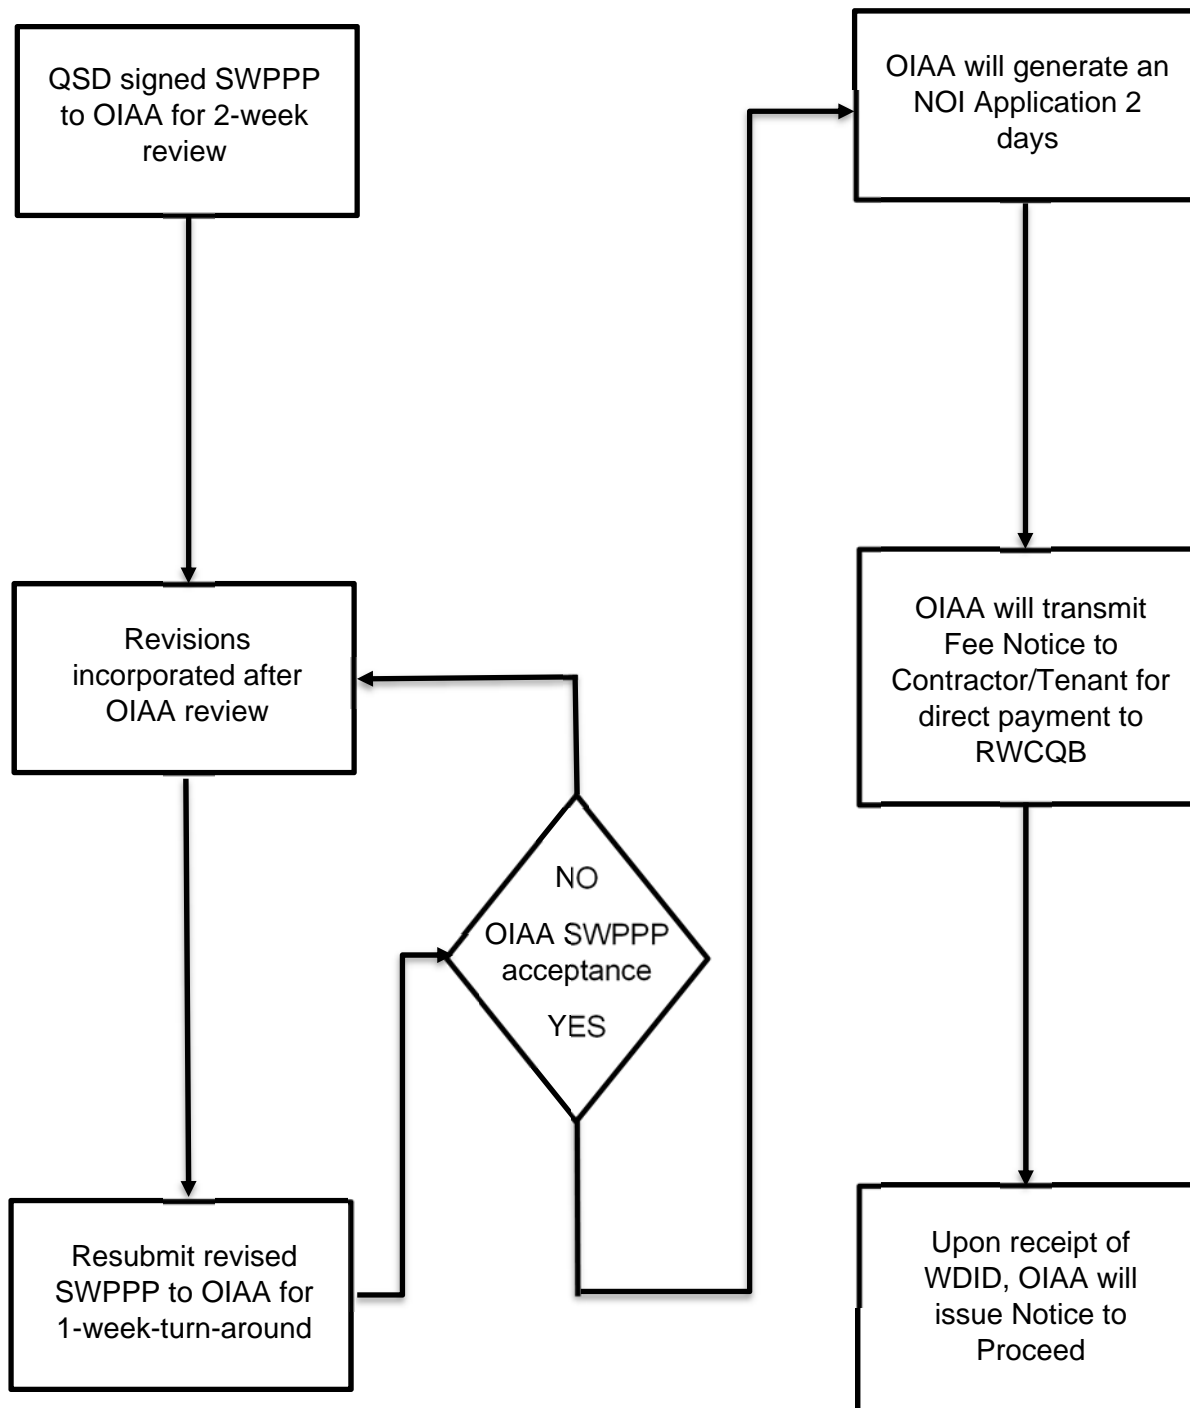 QSD signed SWPPP
to OIAA for 2-week
review
Revisions
incorporated after
OIAA review
Resubmit revised
SWPPP to OIAA for
1-week-turn-around
NO
OIAA SWPPP
acceptance
YES
OIAA will generate an
NOI Application 2
days
OIAA will transmit
Fee Notice to
Contractor/Tenant for
direct payment to
RWCQB
Upon receipt of
WDID, OIAA will
issue Notice to
Proceed